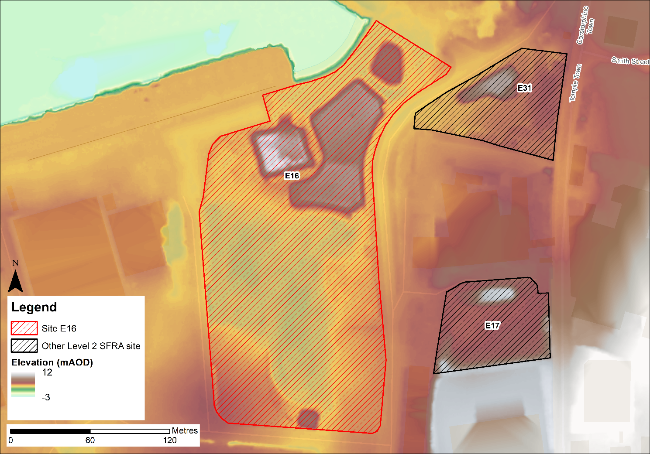 South
E31
E16
E17
N
Legend
Site E16
Other Level 2 SFRA site
Elevation (mAOD)
12
-3
Metres
0 60 120